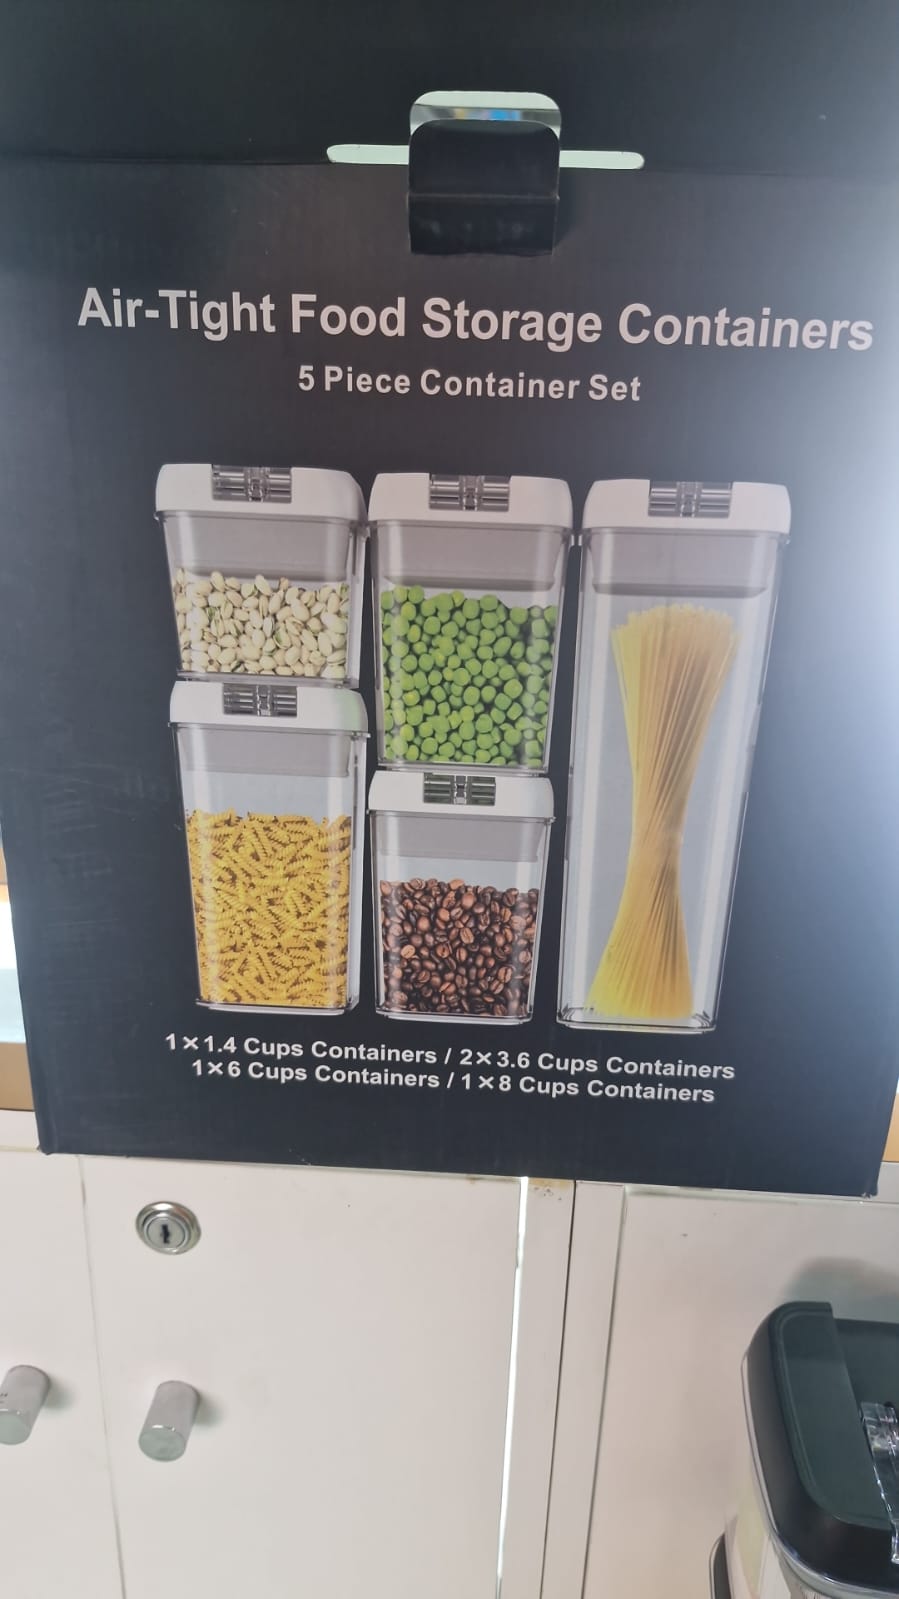 Air-Tight Food Storage Containers
5 Piece Container Set
1×1.4 Cups Containers / 2×3.6 Cups Containers
1×6 Cups Containers / 1×8 Cups Containers